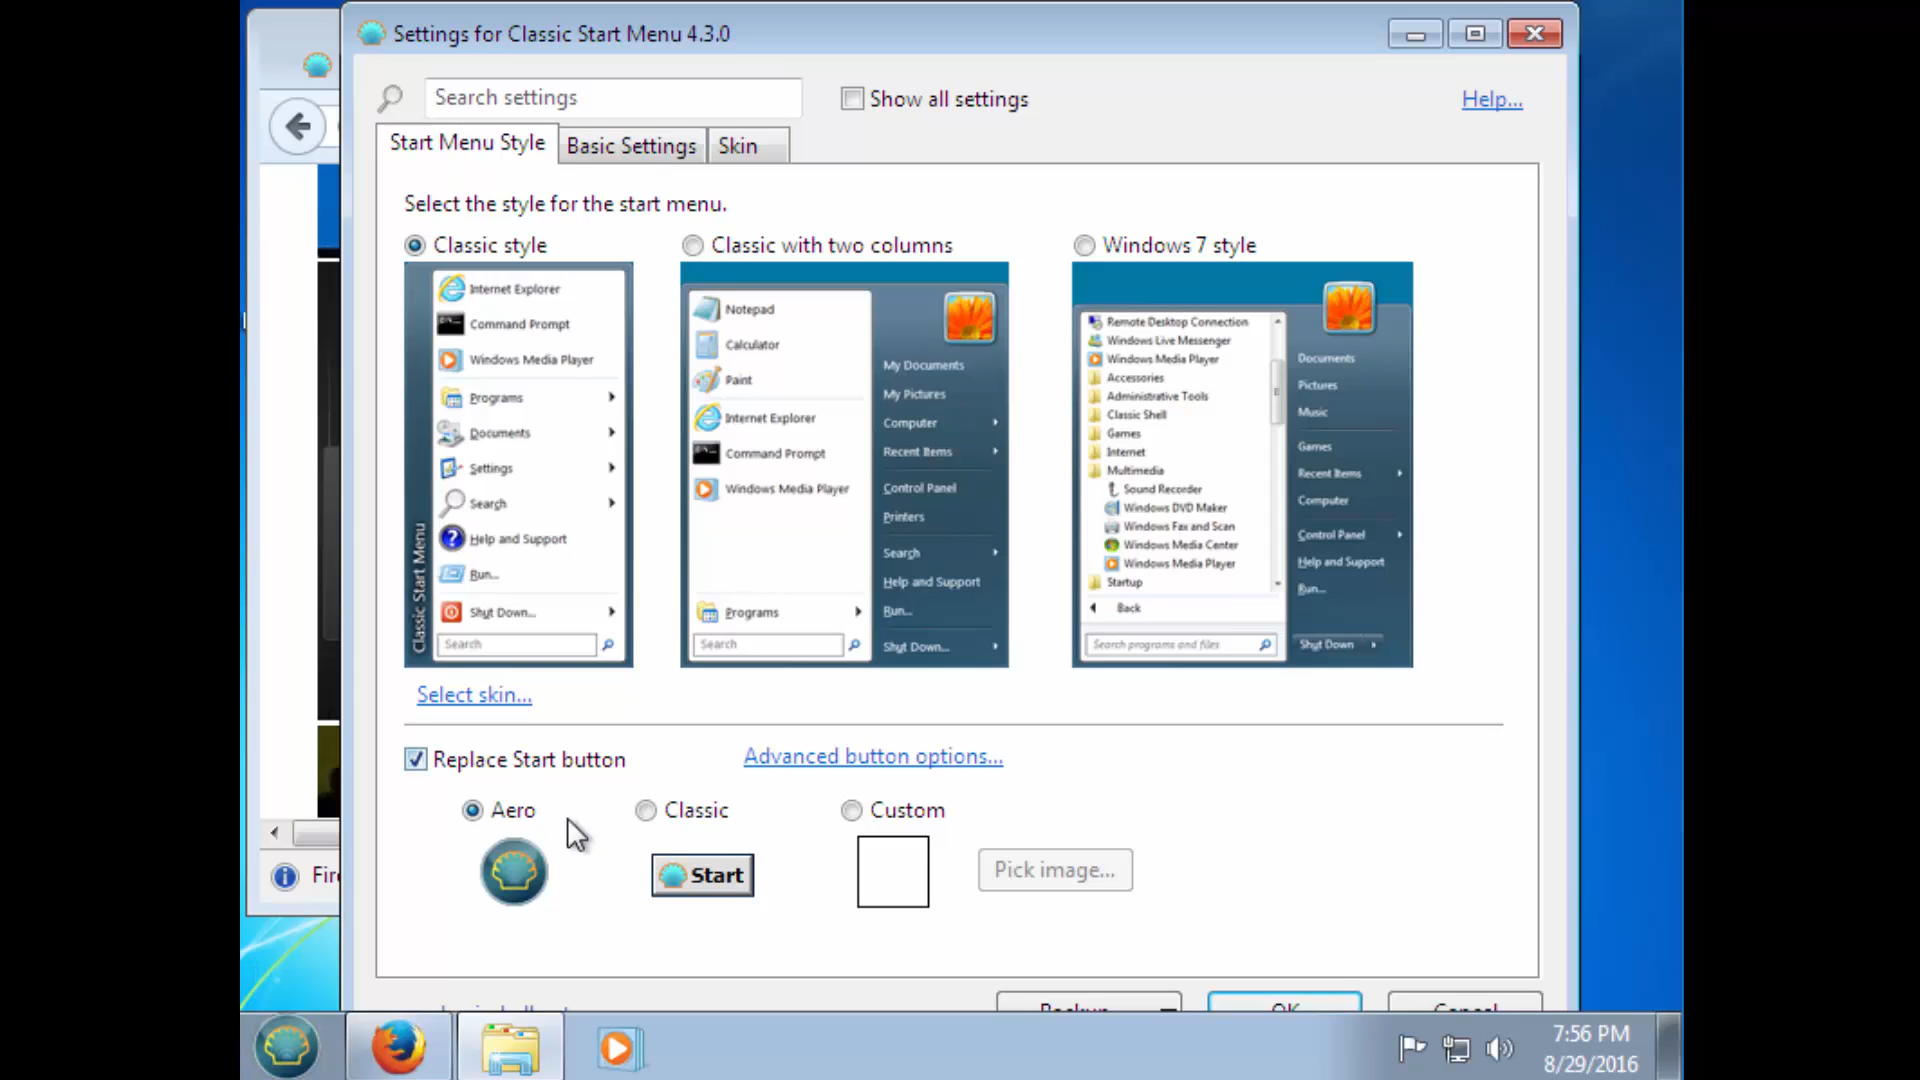 Settings for Classic Start Menu 4.3.0
Search settings
Show all settings
Help...
Start Menu Style
Basic Settings
Skin
Select the style for the start menu.
Classic style
Classic with two columns
Windows 7 style
Classic Start Menu
Internet Explorer
Command Prompt
Windows Media Player
Programs
Documents
Settings
Search
Help and Support
Run...
Shut Down...
Search
Notepad
Calculator
Paint
Internet Explorer
Command Prompt
Windows Media Player
Programs
Search
My Documents
My Pictures
Computer
Recent Items
Control Panel
Printers
Search
Help and Support
Run...
Shut Down...
Remote Desktop Connection
Windows Live Messenger
Windows Media Player
Accessories
Administrative Tools
Classic Shell
Games
Internet
Multimedia
Sound Recorder
Windows DVD Maker
Windows Fax and Scan
Windows Media Center
Windows Media Player
Startup
Back
Search programs and files
Documents
Pictures
Music
Games
Recent Items
Computer
Control Panel
Help and Support
Run...
Shut Down
Select skin...
Replace Start button
Advanced button options...
Aero
Classic
Custom
Start
Pick image...
Fire
Backup
OK
Cancel
7:56 PM
8/29/2016